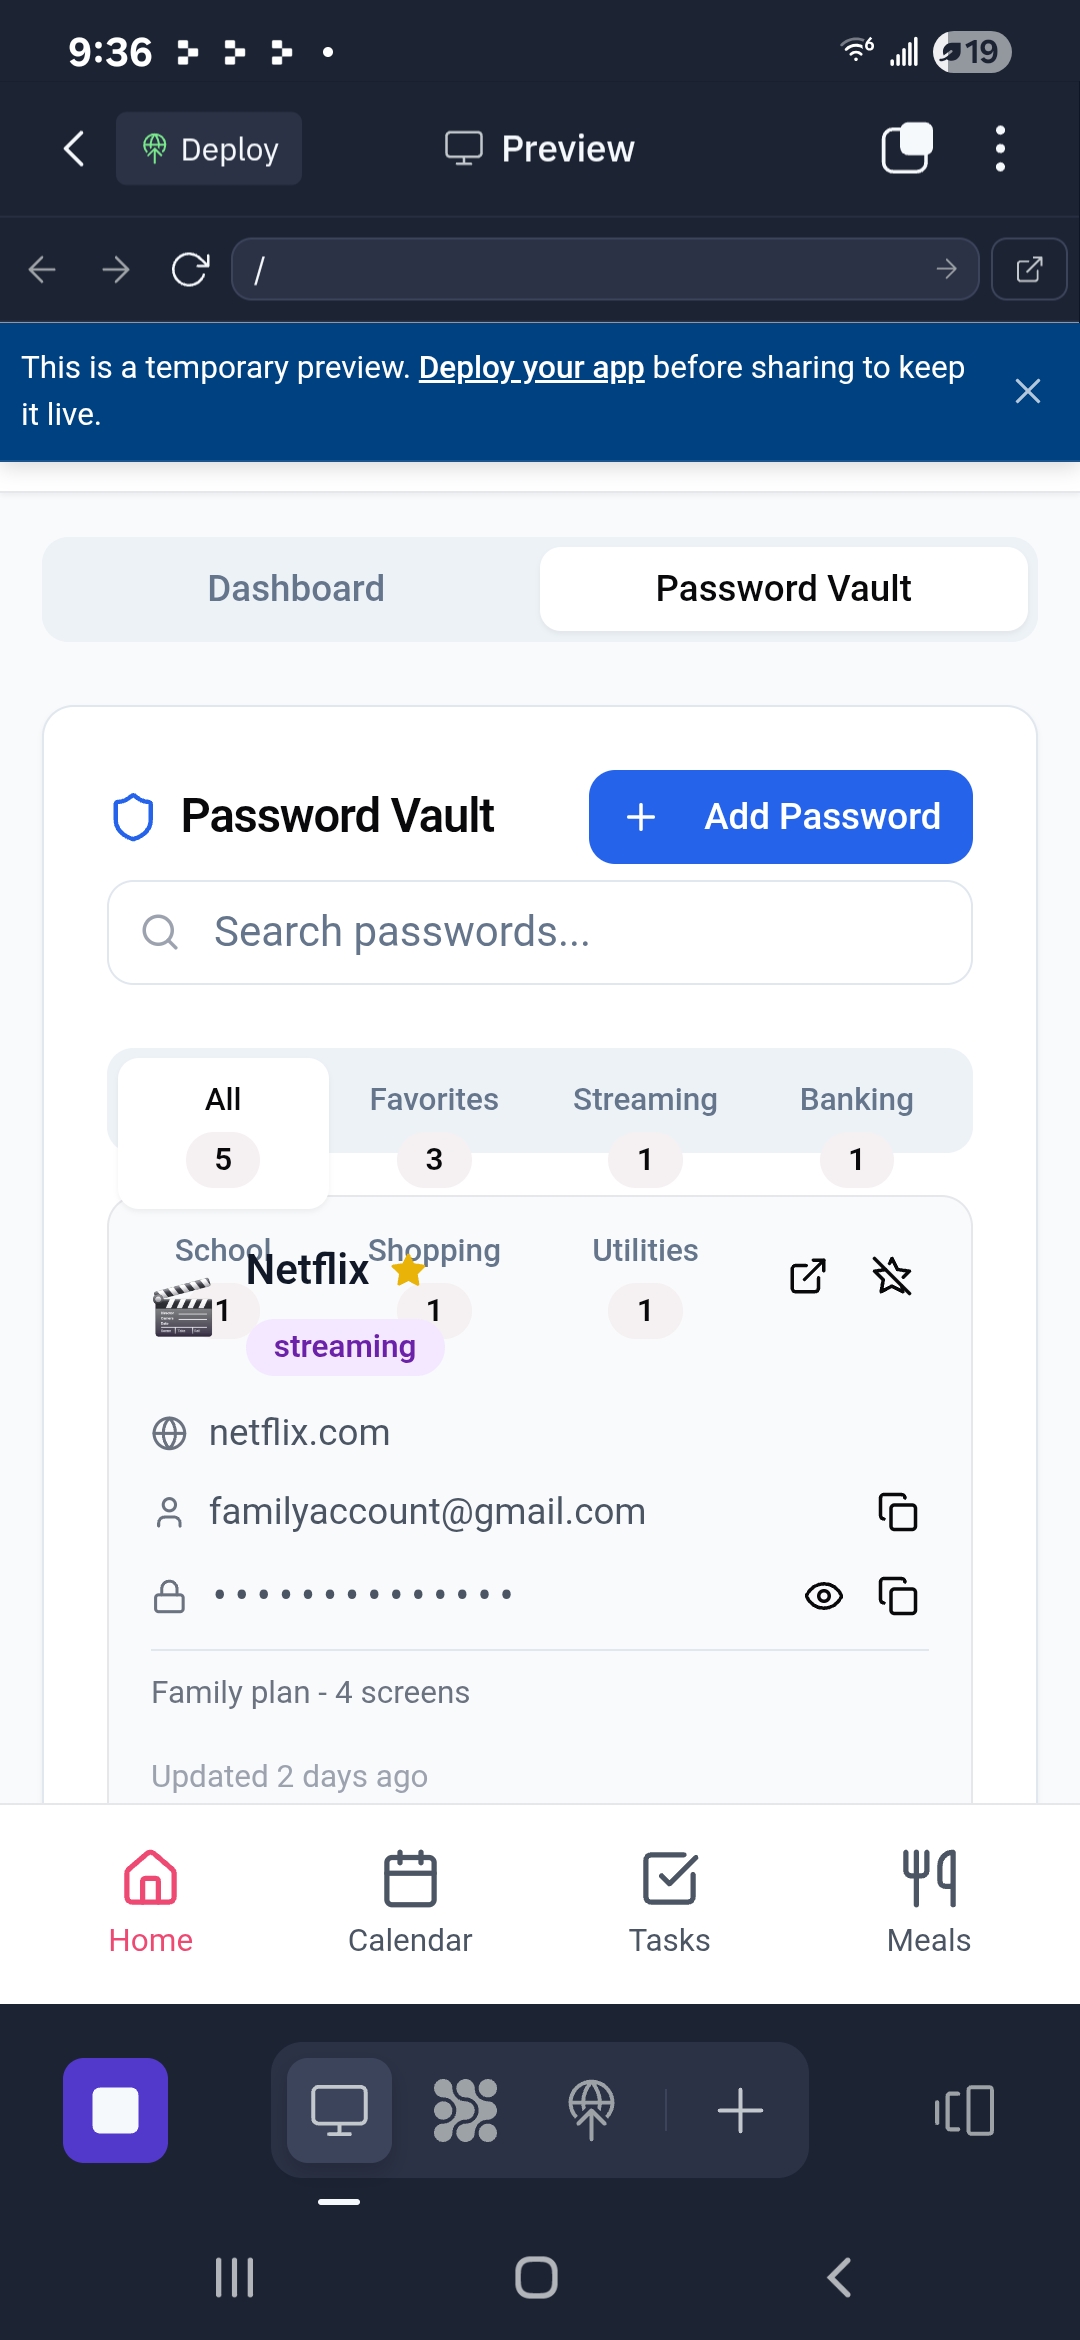 9:36
6
19
Deploy
Preview
/
This is a temporary preview. Deploy your app before sharing to keep
it live.
Dashboard
Password Vault
Password Vault
Add Password
Search passwords...
All
Favorites
Streaming
Banking
5
3
1
1
School
Shopping
Utilities
Netflix
1
1
1
streaming
netflix.com
familyaccount@gmail.com
••••••••••••••
Family plan - 4 screens
Updated 2 days ago
Home
Calendar
Tasks
Meals